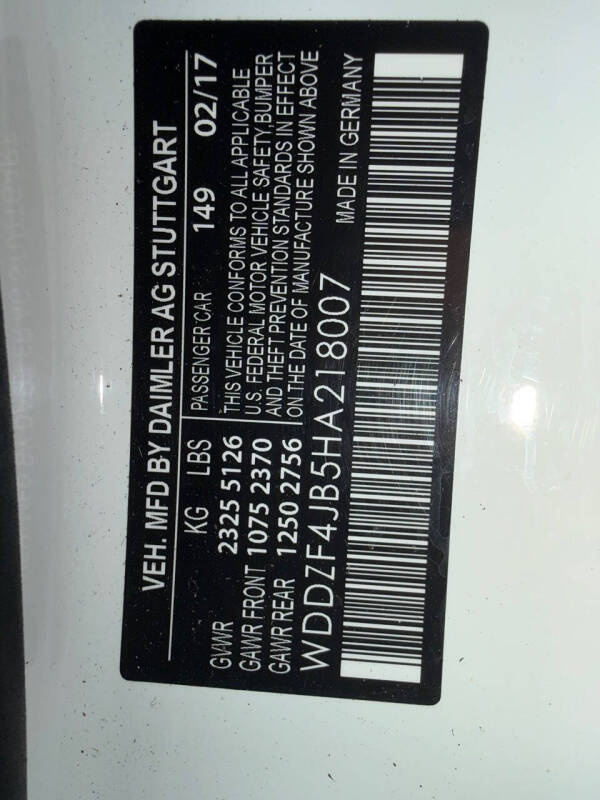 VEH. MFD BY DAIMLER AG STUTTGART
KG LBS PASSENGER CAR 149 02/17
GVWR 2325 5126 THIS VEHICLE CONFORMS TO ALL APPLICABLE
GAWR FRONT 1075 2370 U.S. FEDERAL MOTOR VEHICLE SAFETY, BUMPER
GAWR REAR 1250 2756 AND THEFT PREVENTION STANDARDS IN EFFECT
ON THE DATE OF MANUFACTURE SHOWN ABOVE
WDDZF4JB5HA218007 MADE IN GERMANY